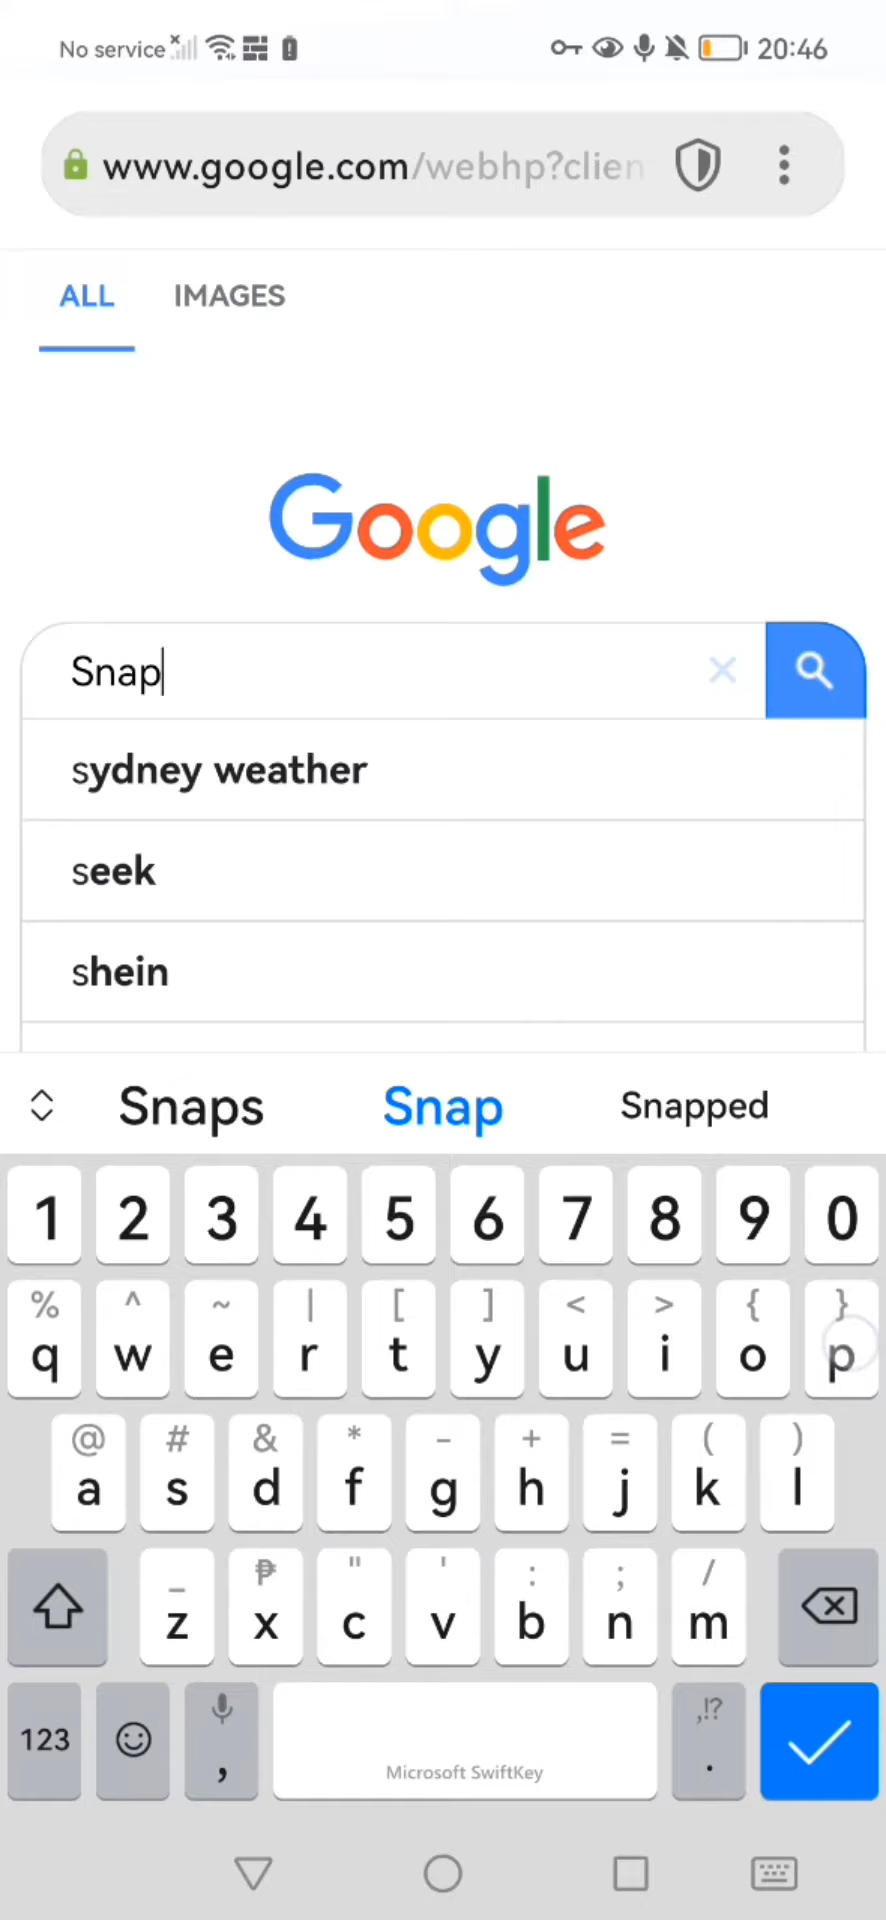 No service 20:46
www.google.com/webhp?clien
ALL IMAGES
Google
Snap
sydney weather
seek
shein
Snaps Snap Snapped
1 2 3 4 5 6 7 8 9 0
% ^ ~ | [ ] < > { }
q w e r t y u i o p
@ # & * - + = ( )
a s d f g h j k l
_ ₱ " ' : ; /
z x c v b n m
,!?
123 , .
Microsoft SwiftKey